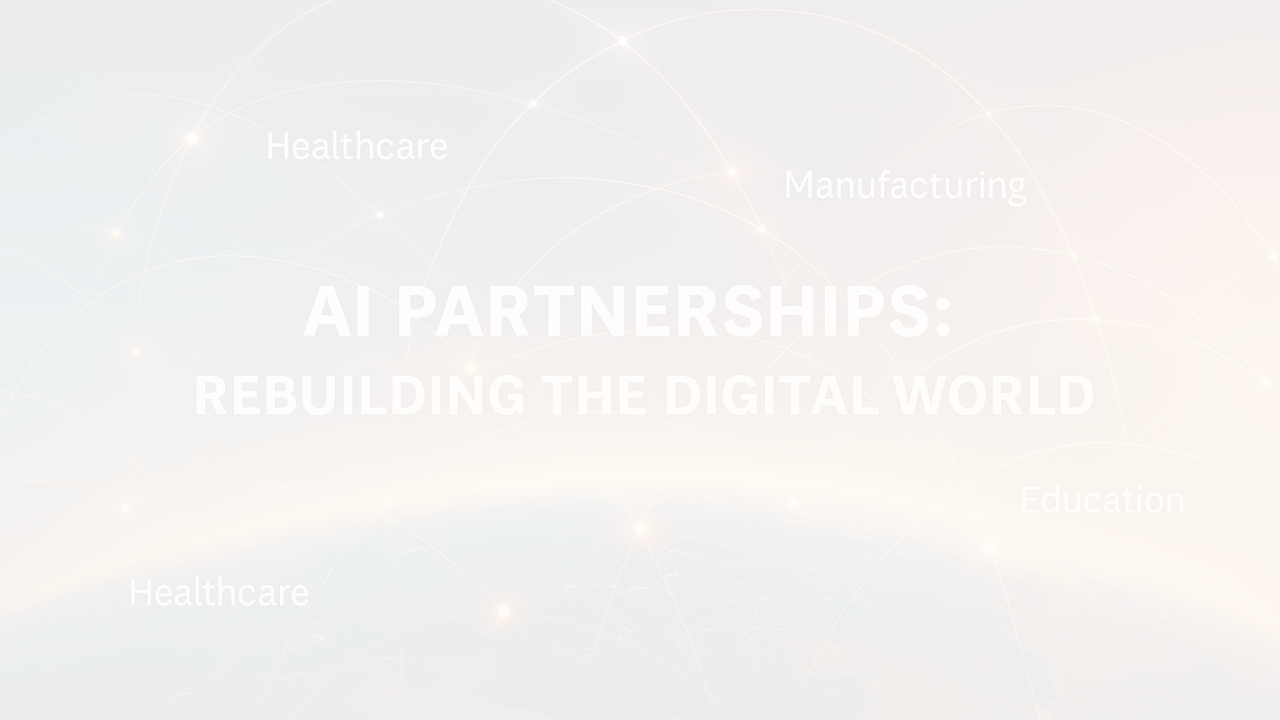 Healthcare
Manufacturing
AI PARTNERSHIPS:
REBUILDING THE DIGITAL WORLD
Education
Healthcare